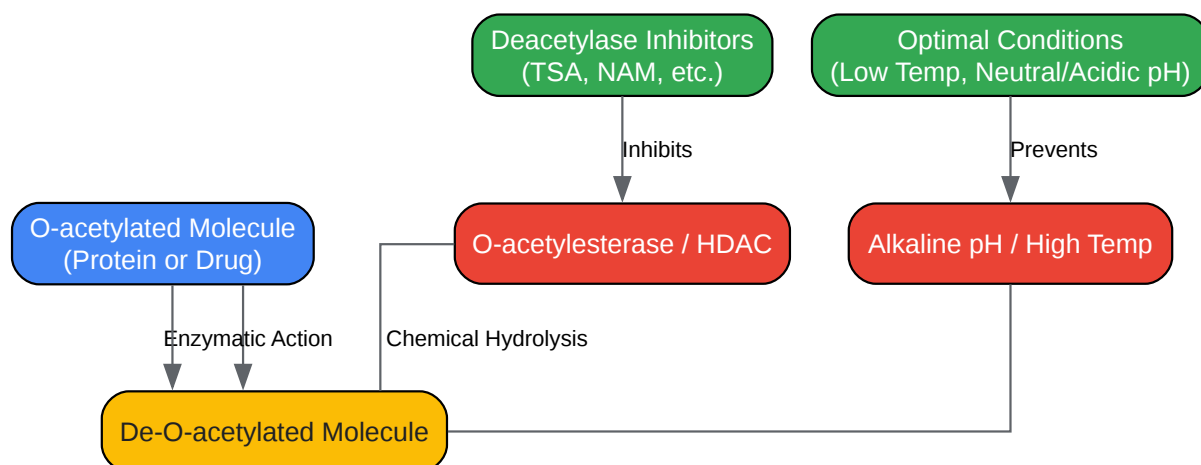 Deacetylase Inhibitors
(TSA, NAM, etc.)
Optimal Conditions
(Low Temp, Neutral/Acidic pH)
Inhibits
Prevents
O-acetylated Molecule
(Protein or Drug)
O-acetylesterase / HDAC
Alkaline pH / High Temp
Enzymatic Action
Chemical Hydrolysis
De-O-acetylated Molecule